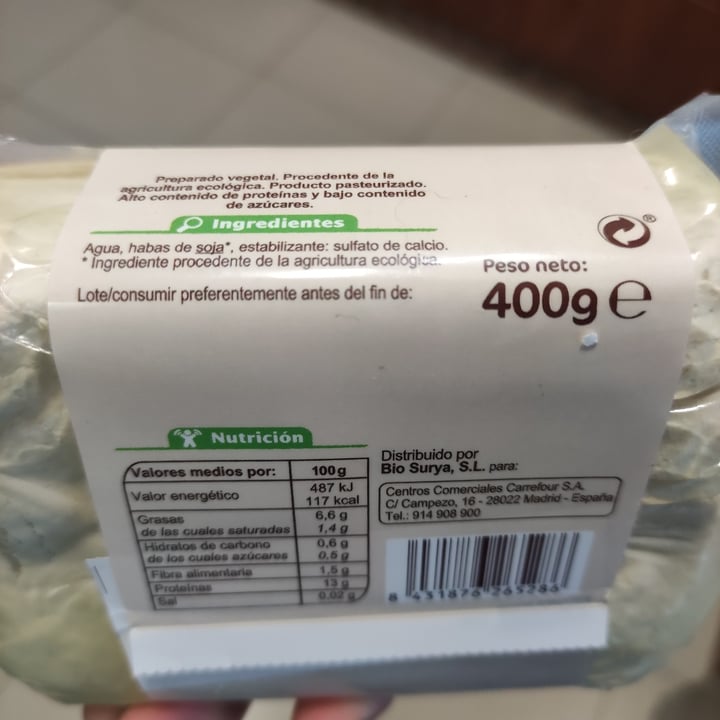 Preparado vegetal. Procedente de la
agricultura ecológica. Producto pasteurizado.
Alto contenido de proteínas y bajo contenido
de azúcares.
Ingredientes
Agua, habas de soja*, estabilizante: sulfato de calcio.
* Ingrediente procedente de la agricultura ecológica.
Lote/consumir preferentemente antes del fin de:
®
Peso neto:
400g e
Nutrición
Valores medios por: 100g
Valor energético 487 kJ
117 kcal
Grasas 6,6 g
de las cuales saturadas 1,4 g
Hidratos de carbono 0,6 g
de los cuales azúcares 0,5 g
Fibra alimentaria 1,5 g
Proteínas 13 g
Sal 0,02 g
Distribuido por
Bio Surya, S.L. para:
Centros Comerciales Carrefour S.A.
C/ Campezo, 16 - 28022 Madrid - España
Tel.: 914 908 900
8 431876 265286